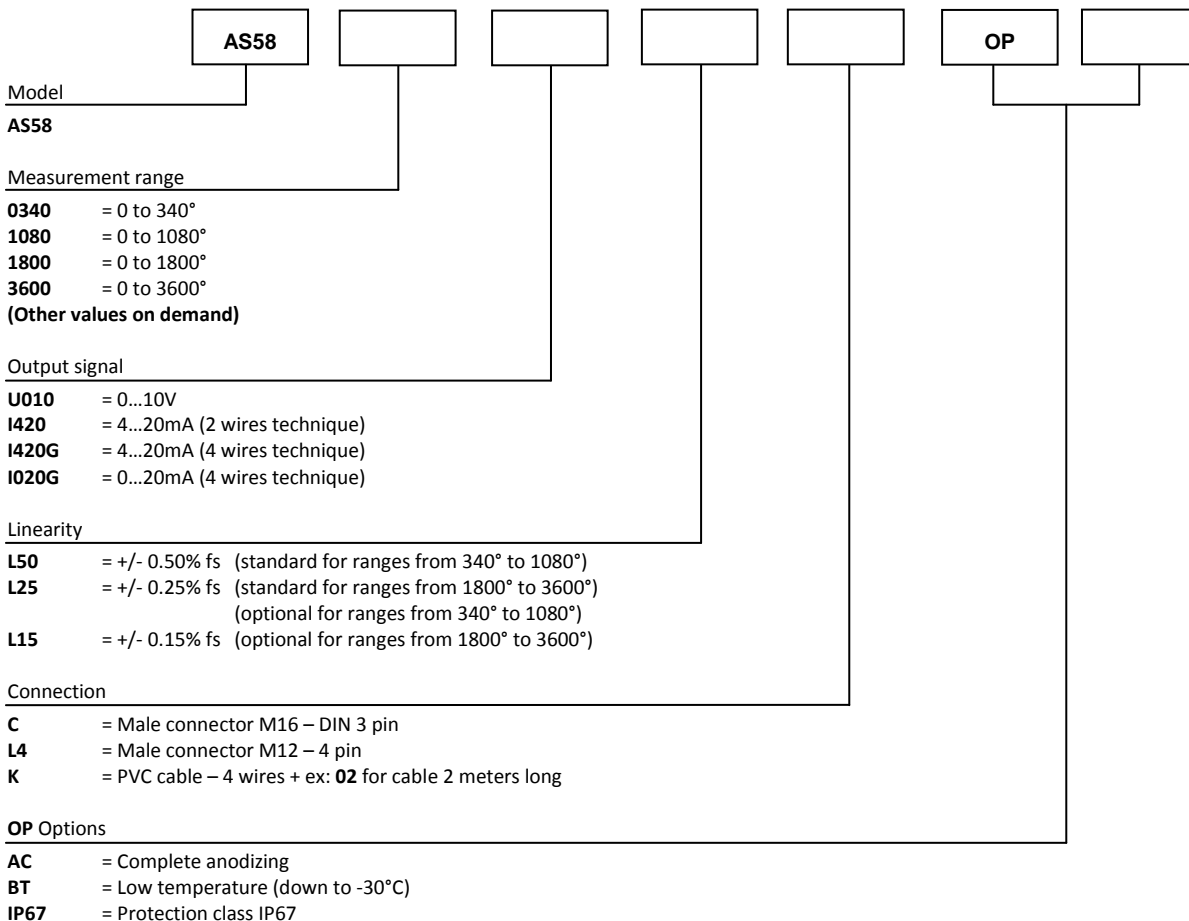 AS58 OP
Model
AS58
Measurement range
0340 = 0 to 340°
1080 = 0 to 1080°
1800 = 0 to 1800°
3600 = 0 to 3600°
(Other values on demand)
Output signal
U010 = 0...10V
I420 = 4...20mA (2 wires technique)
I420G = 4...20mA (4 wires technique)
I020G = 0...20mA (4 wires technique)
Linearity
L50 = +/- 0.50% fs (standard for ranges from 340° to 1080°)
L25 = +/- 0.25% fs (standard for ranges from 1800° to 3600°)
(optional for ranges from 340° to 1080°)
L15 = +/- 0.15% fs (optional for ranges from 1800° to 3600°)
Connection
C = Male connector M16 – DIN 3 pin
L4 = Male connector M12 – 4 pin
K = PVC cable – 4 wires + ex: 02 for cable 2 meters long
OP Options
AC = Complete anodizing
BT = Low temperature (down to -30°C)
IP67 = Protection class IP67